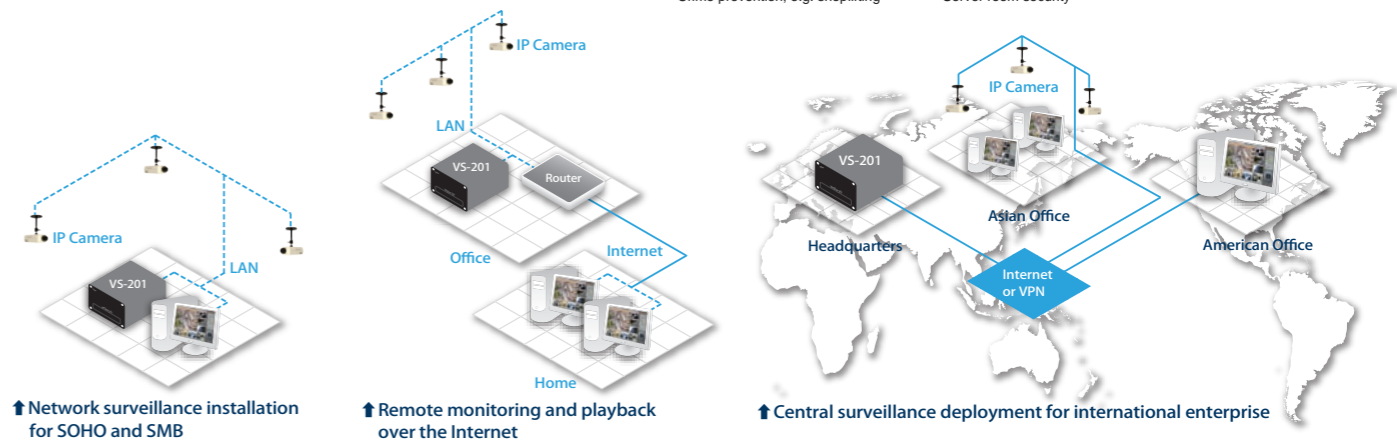 IP Camera
LAN
VS-201
⬆ Network surveillance installation
for SOHO and SMB
IP Camera
LAN
VS-201
Router
Office
Internet
Home
⬆ Remote monitoring and playback
over the Internet
IP Camera
VS-201
Asian Office
Headquarters
American Office
Internet
or VPN
⬆ Central surveillance deployment for international enterprise